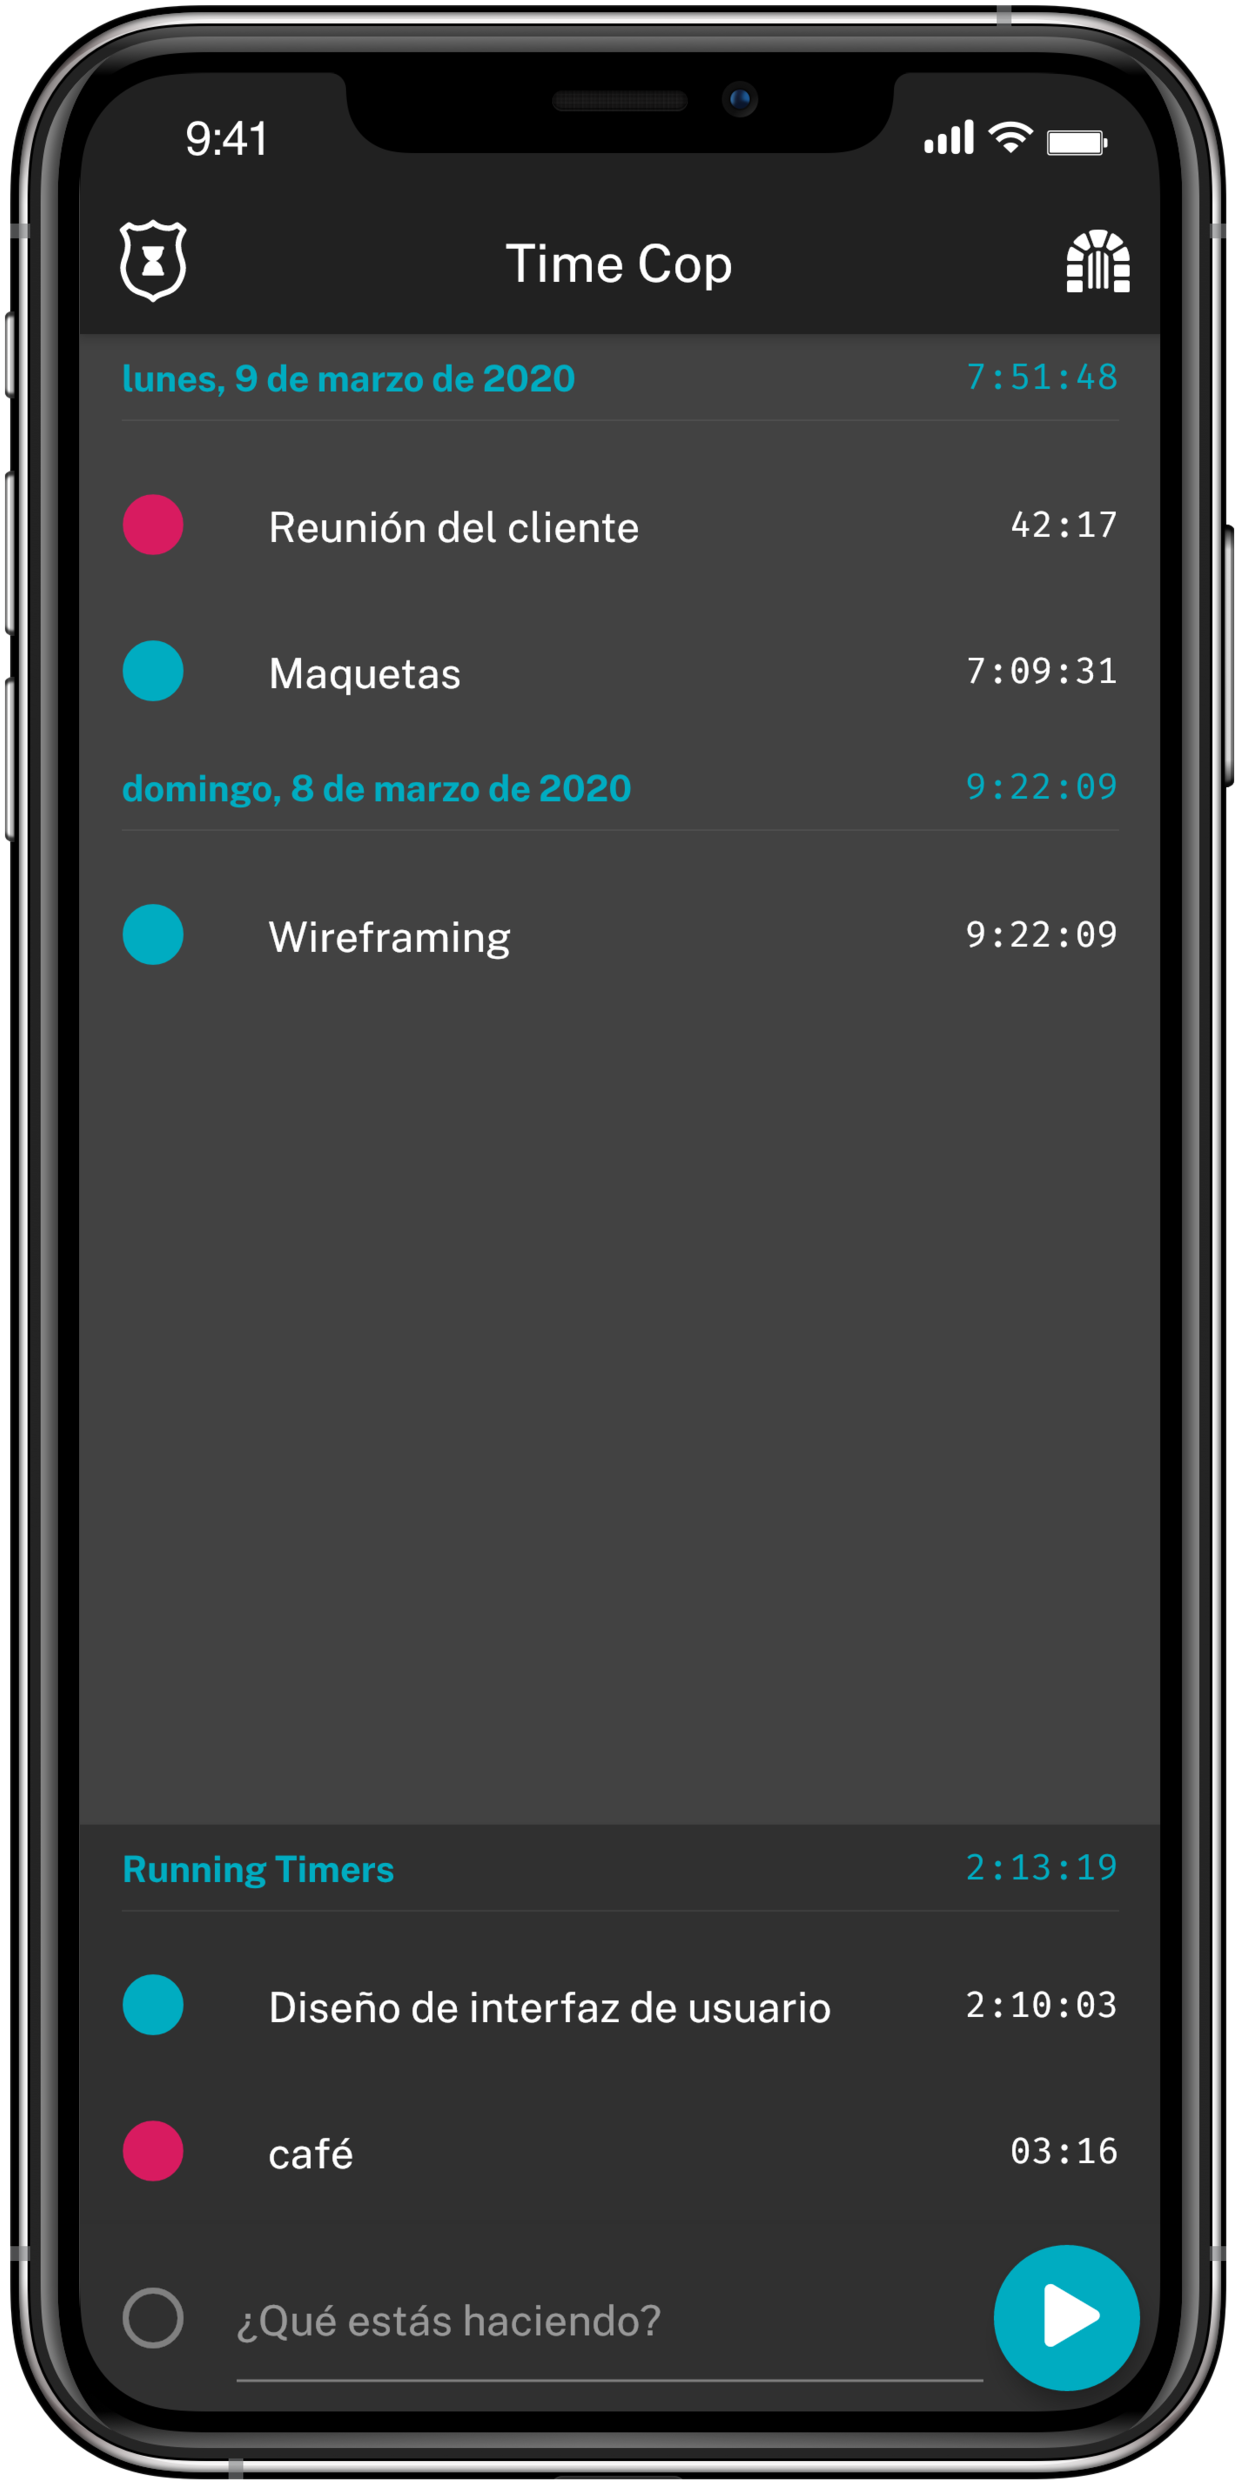 9:41
Time Cop
lunes, 9 de marzo de 2020 7:51:48
Reunión del cliente 42:17
Maquetas 7:09:31
domingo, 8 de marzo de 2020 9:22:09
Wireframing 9:22:09
Running Timers 2:13:19
Diseño de interfaz de usuario 2:10:03
café 03:16
¿Qué estás haciendo?